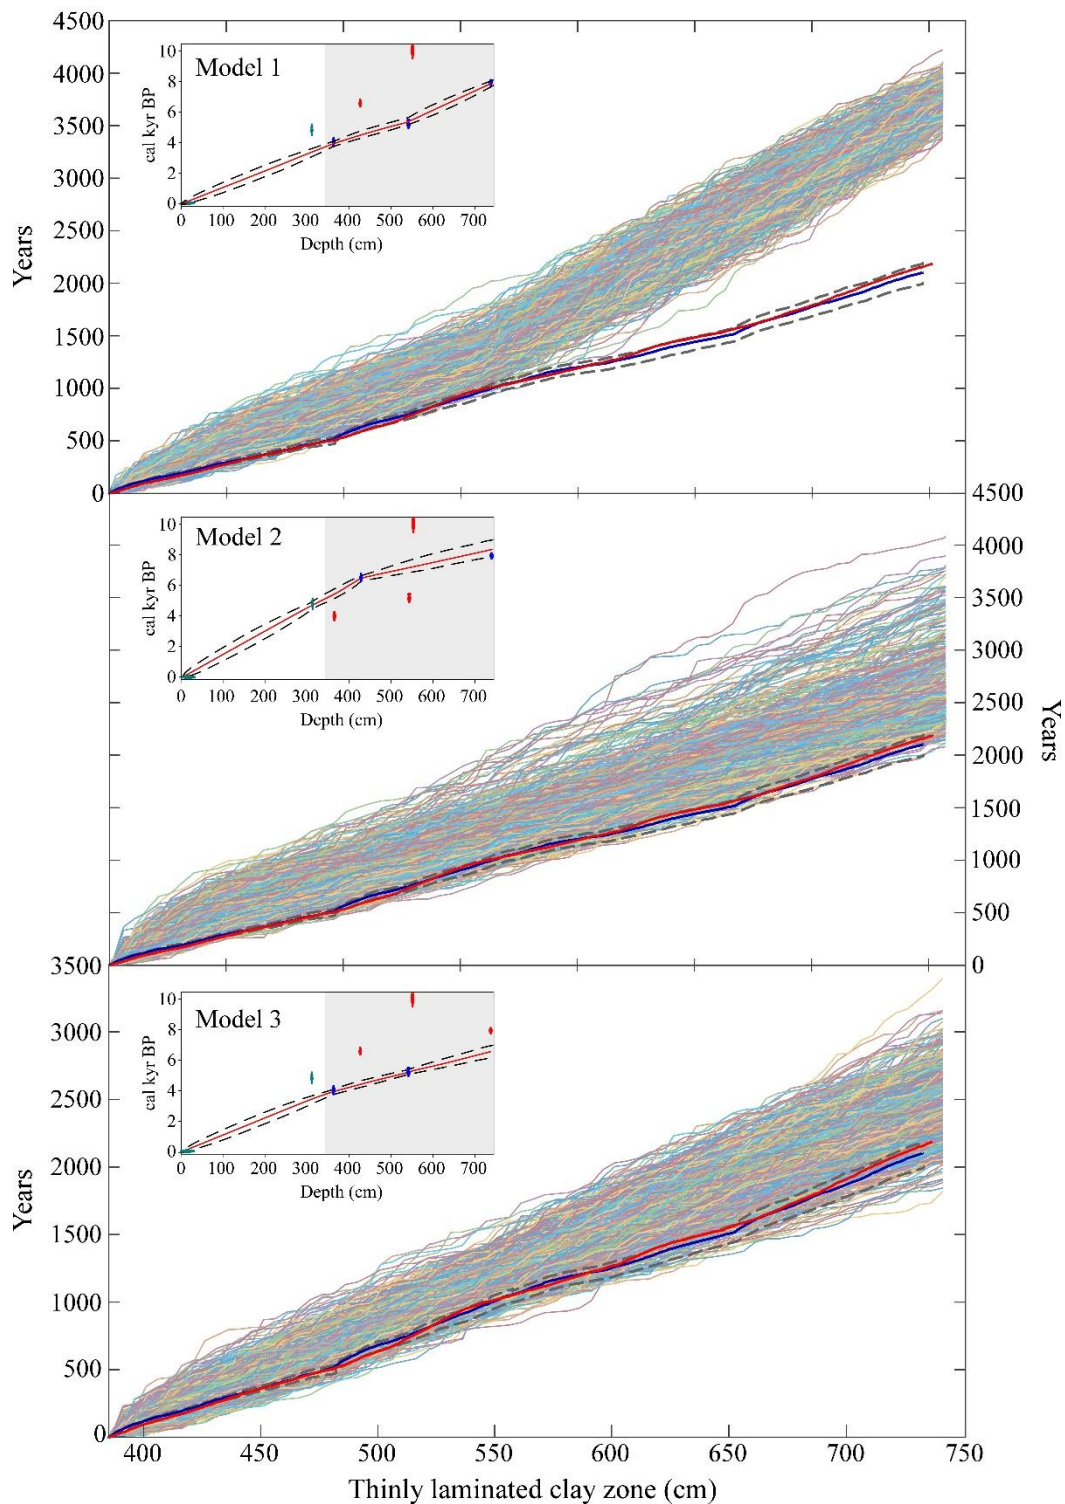 4500
4000
3500
3000
2500
2000
1500
1000
500
0
Years
Model 1
10
8
6
4
2
0
cal kyr BP
0 100 200 300 400 500 600 700
Depth (cm)
4500
4000
3500
3000
2500
2000
1500
1000
500
0
Years
Model 2
10
8
6
4
2
0
cal kyr BP
0 100 200 300 400 500 600 700
Depth (cm)
3500
3000
2500
2000
1500
1000
500
0
Years
Model 3
10
8
6
4
2
0
cal kyr BP
0 100 200 300 400 500 600 700
Depth (cm)
400 450 500 550 600 650 700 750
Thinly laminated clay zone (cm)